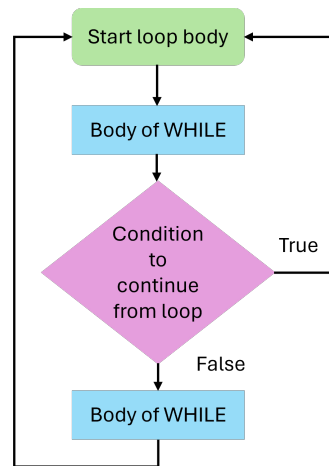 Start loop body
Body of WHILE
Condition
to
continue
from loop
True
False
Body of WHILE